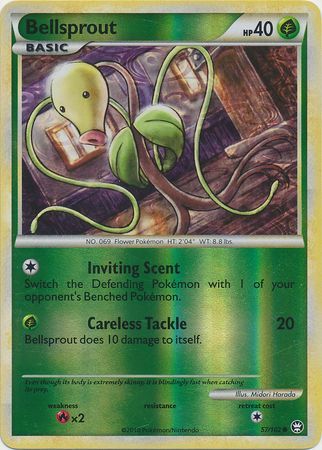 Bellsprout
HP 40
BASIC
NO. 069 Flower Pokémon HT: 2'04" WT: 8.8 lbs.
Inviting Scent
Switch the Defending Pokémon with 1 of your
opponent's Benched Pokémon.
Careless Tackle 20
Bellsprout does 10 damage to itself.
Even though its body is extremely skinny, it is blindingly fast when catching
its prey.
Illus. Midori Harada
weakness resistance retreat cost
×2
©2010 Pokémon/Nintendo
57/102